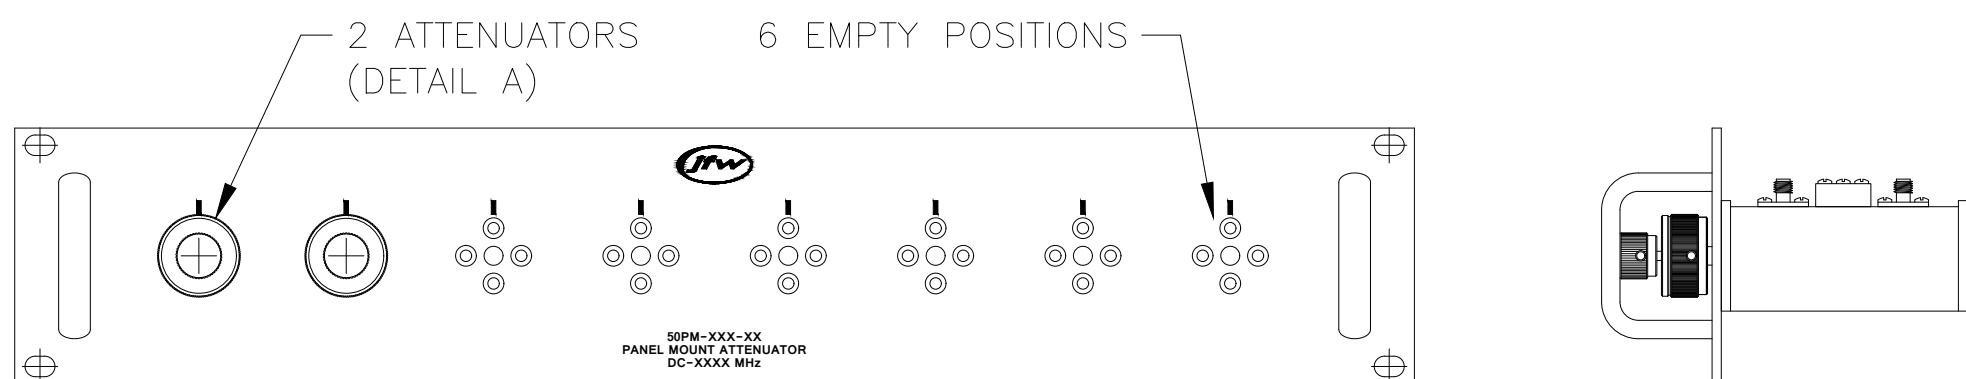 2 ATTENUATORS
(DETAIL A)
6 EMPTY POSITIONS
jfw
50PM-XXX-XX
PANEL MOUNT ATTENUATOR
DC-XXXX MHz